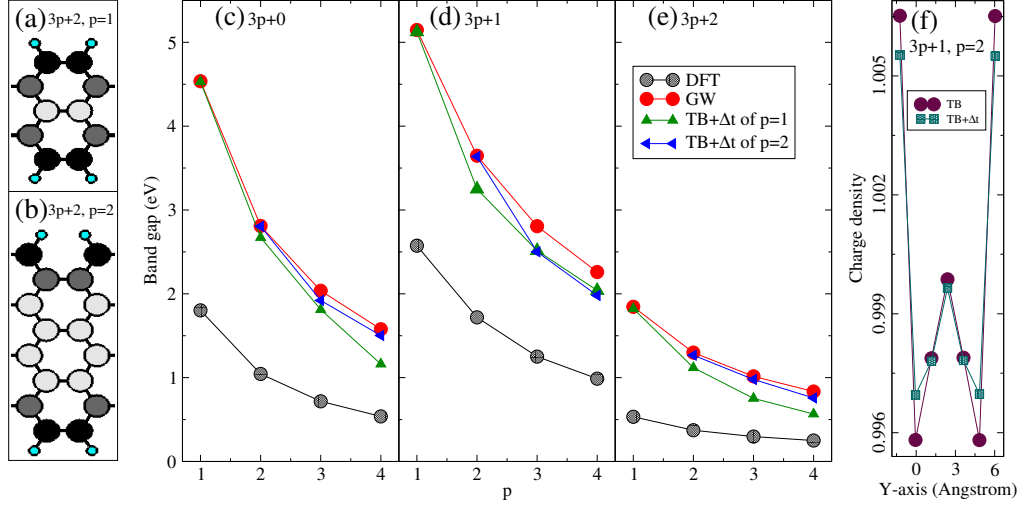 (a) 3p+2, p=1
(b) 3p+2, p=2
(c) 3p+0
(d) 3p+1
(e) 3p+2
(f)
3p+1, p=2
DFT
GW
TB+Δt of p=1
TB+Δt of p=2
TB
TB+Δt
Band gap (eV)
5
4
3
2
1
0
1 2 3 4 1 2 3 4 1 2 3 4
p
Charge density
1.005
1.002
0.999
0.996
0 3 6
Y-axis (Angstrom)